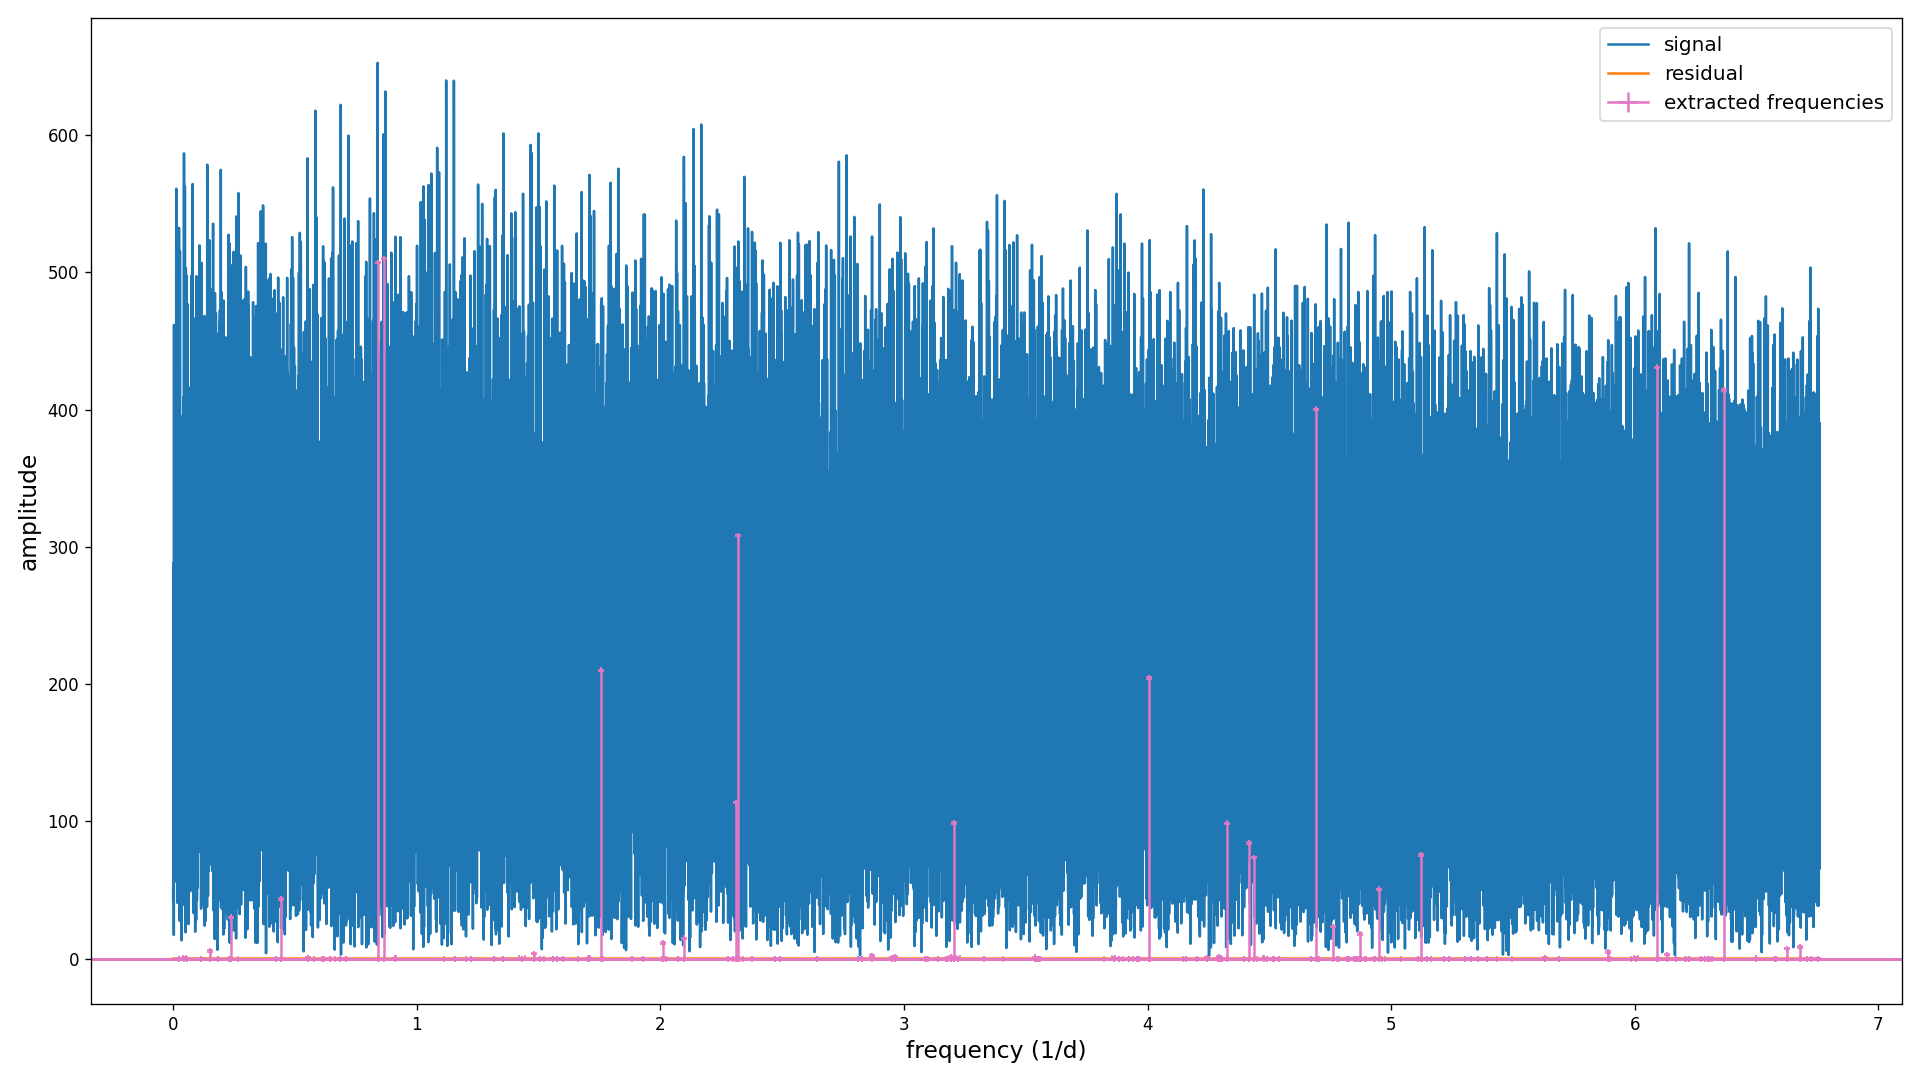 signal
residual
extracted frequencies
amplitude
600
500
400
300
200
100
0
0 1 2 3 4 5 6 7
frequency (1/d)